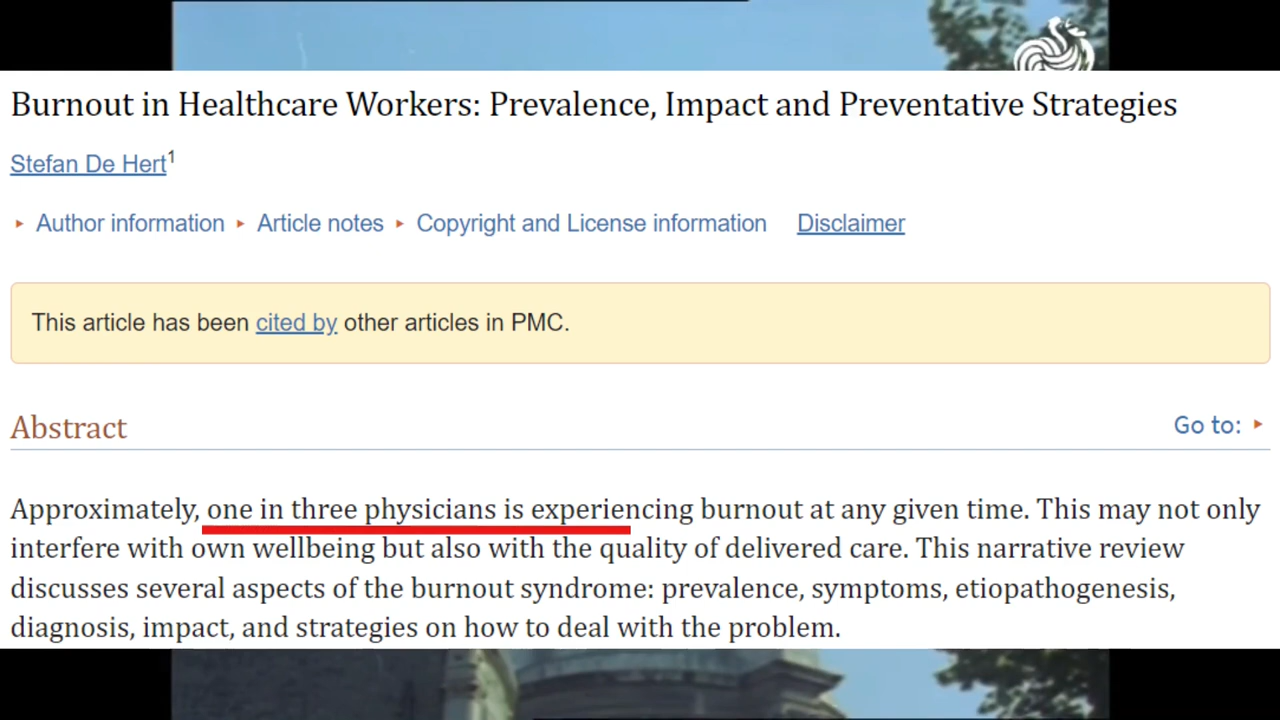 Burnout in Healthcare Workers: Prevalence, Impact and Preventative Strategies
Stefan De Hert1
Author information Article notes Copyright and License information Disclaimer
This article has been cited by other articles in PMC.
Abstract Go to:
Approximately, one in three physicians is experiencing burnout at any given time. This may not only
interfere with own wellbeing but also with the quality of delivered care. This narrative review
discusses several aspects of the burnout syndrome: prevalence, symptoms, etiopathogenesis,
diagnosis, impact, and strategies on how to deal with the problem.